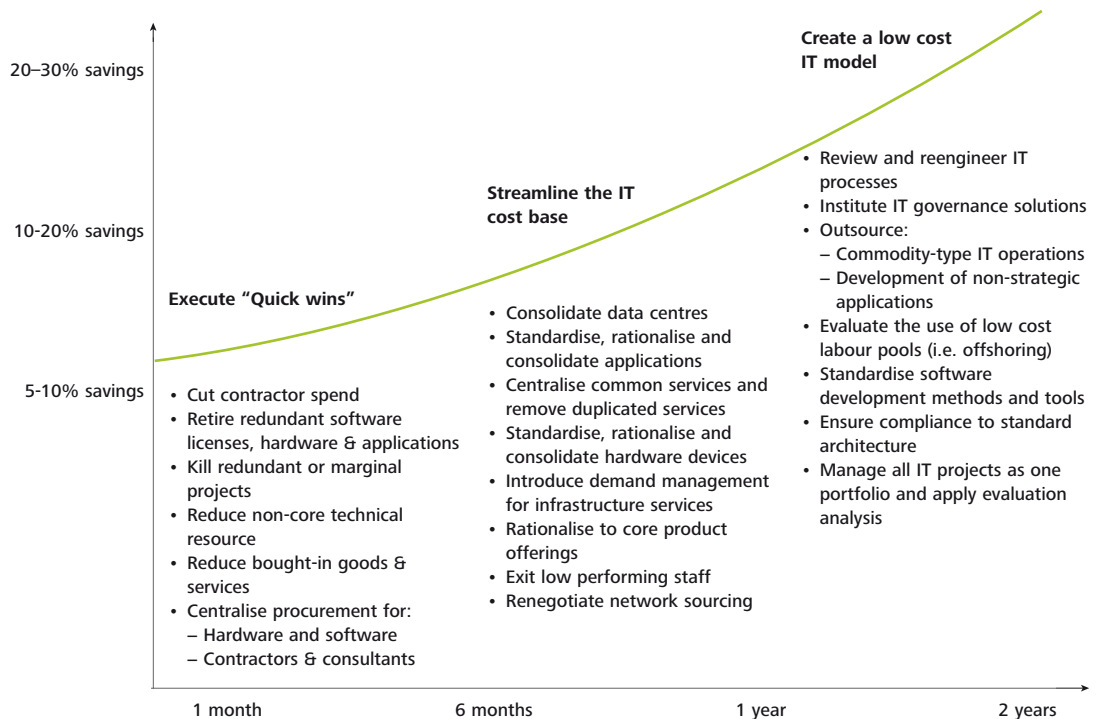 20–30% savings
10-20% savings
5-10% savings
Execute “Quick wins”
• Cut contractor spend
• Retire redundant software
licenses, hardware & applications
• Kill redundant or marginal
projects
• Reduce non-core technical
resource
• Reduce bought-in goods &
services
• Centralise procurement for:
– Hardware and software
– Contractors & consultants
Streamline the IT
cost base
• Consolidate data centres
• Standardise, rationalise and
consolidate applications
• Centralise common services and
remove duplicated services
• Standardise, rationalise and
consolidate hardware devices
• Introduce demand management
for infrastructure services
• Rationalise to core product
offerings
• Exit low performing staff
• Renegotiate network sourcing
Create a low cost
IT model
• Review and reengineer IT
processes
• Institute IT governance solutions
• Outsource:
– Commodity-type IT operations
– Development of non-strategic
applications
• Evaluate the use of low cost
labour pools (i.e. offshoring)
• Standardise software
development methods and tools
• Ensure compliance to standard
architecture
• Manage all IT projects as one
portfolio and apply evaluation
analysis
1 month
6 months
1 year
2 years